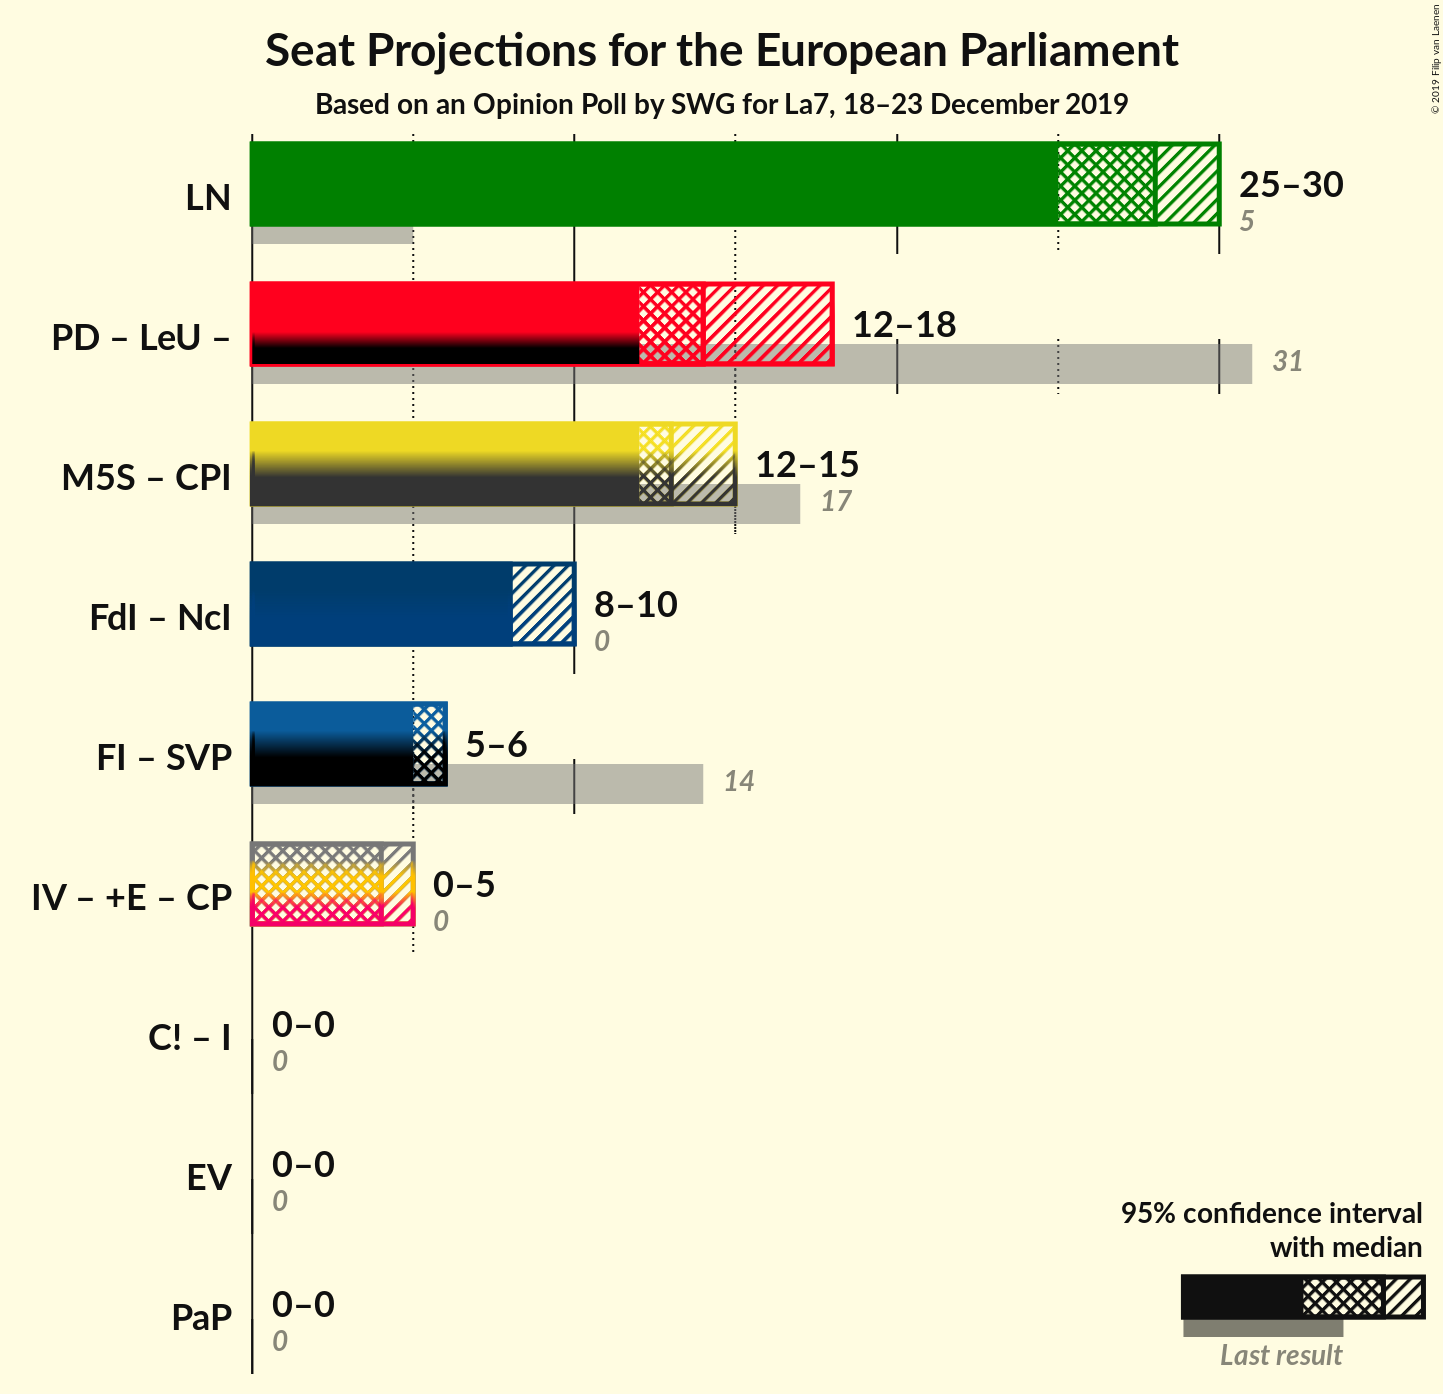 Seat Projections for the European Parliament
Based on an Opinion Poll by SWG for La7, 18–23 December 2019
© 2019 Filip van Laenen
LN
25–30
5
PD – LeU –
12–18
31
M5S – CPI
12–15
17
FdI – NcI
8–10
0
FI – SVP
5–6
14
IV – +E – CP
0–5
0
C! – I
0–0
0
EV
0–0
0
PaP
0–0
0
95% confidence interval
with median
Last result